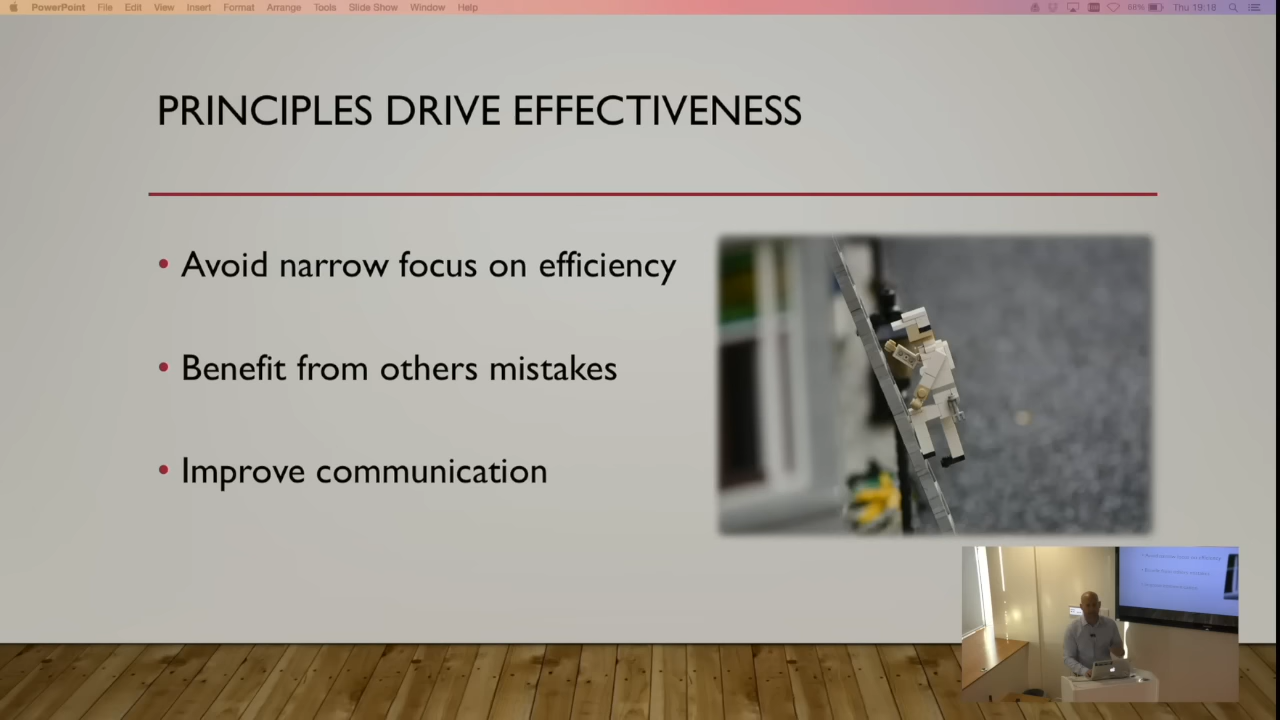 PowerPoint File Edit View Insert Format Arrange Tools Slide Show Window Help 68% Thu 19:18
PRINCIPLES DRIVE EFFECTIVENESS
• Avoid narrow focus on efficiency
• Benefit from others mistakes
• Improve communication